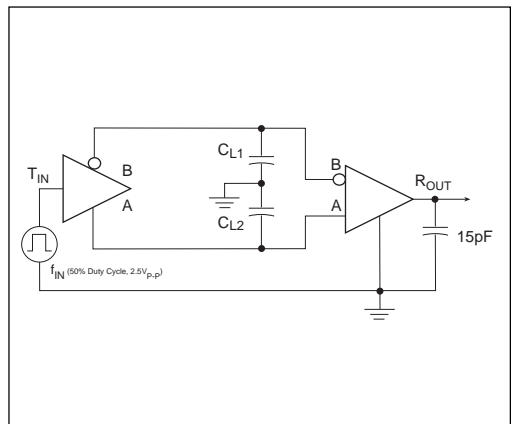 C_L1
B
T_IN
B
R_OUT
A
A
C_L2
15pF
f_IN (50% Duty Cycle, 2.5V_P-P)